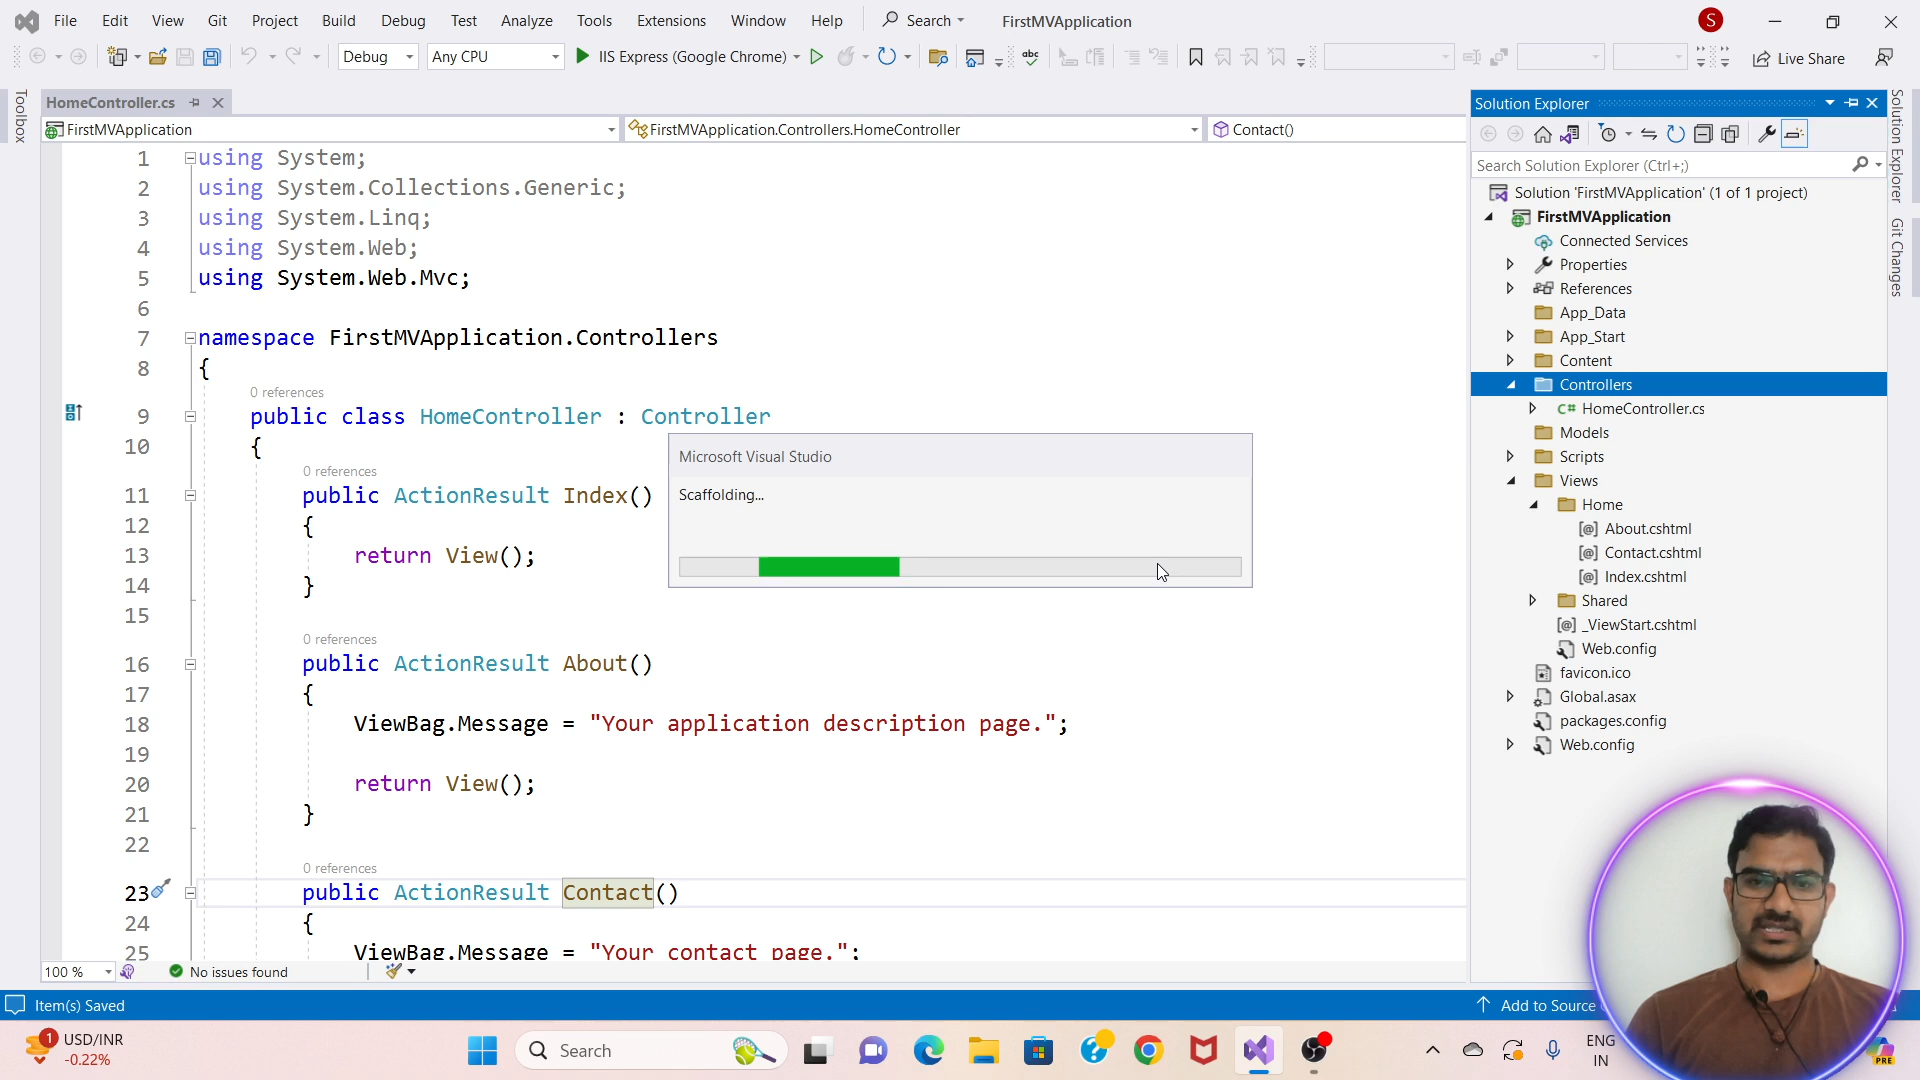 File Edit View Git Project Build Debug Test Analyze Tools Extensions Window Help Search FirstMVApplication S
Debug Any CPU IIS Express (Google Chrome) Live Share
Toolbox
HomeController.cs
FirstMVApplication FirstMVApplication.Controllers.HomeController Contact()
1 using System;
2 using System.Collections.Generic;
3 using System.Linq;
4 using System.Web;
5 using System.Web.Mvc;
6
7 namespace FirstMVApplication.Controllers
8 {
0 references
9 public class HomeController : Controller
10 {
0 references
11 public ActionResult Index()
12 {
13 return View();
14 }
15
0 references
16 public ActionResult About()
17 {
18 ViewBag.Message = "Your application description page.";
19
20 return View();
21 }
22
0 references
23 public ActionResult Contact()
24 {
25 ViewBag.Message = "Your contact page.";
100 % No issues found
Microsoft Visual Studio
Scaffolding...
Solution Explorer
Search Solution Explorer (Ctrl+;)
Solution 'FirstMVApplication' (1 of 1 project)
FirstMVApplication
Connected Services
Properties
References
App_Data
App_Start
Content
Controllers
C# HomeController.cs
Models
Scripts
Views
Home
[@] About.cshtml
[@] Contact.cshtml
[@] Index.cshtml
Shared
[@] _ViewStart.cshtml
Web.config
favicon.ico
Global.asax
packages.config
Web.config
Solution Explorer
Git Changes
Item(s) Saved Add to Source
1 USD/INR
-0.22%
Search
ENG
IN
PRE